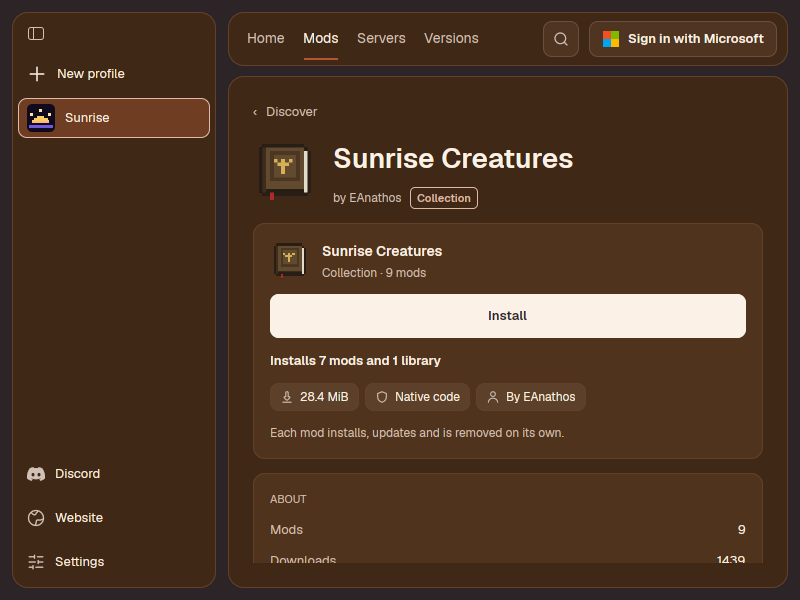 New profile
Sunrise
Discord
Website
Settings
Home
Mods
Servers
Versions
Sign in with Microsoft
‹ Discover
Sunrise Creatures
by EAnathos
Collection
Sunrise Creatures
Collection · 9 mods
Install
Installs 7 mods and 1 library
28.4 MiB
Native code
By EAnathos
Each mod installs, updates and is removed on its own.
ABOUT
Mods
9
Downloads
1439